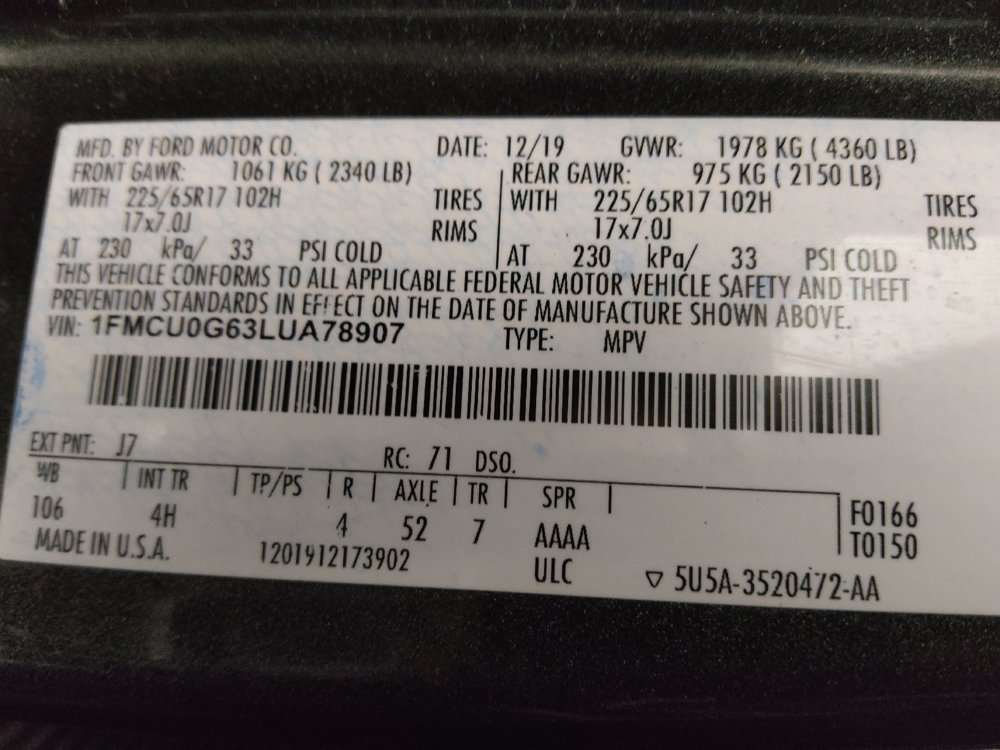 MFD. BY FORD MOTOR CO. DATE: 12/19 GVWR: 1978 KG ( 4360 LB)
FRONT GAWR: 1061 KG ( 2340 LB) REAR GAWR: 975 KG ( 2150 LB)
WITH 225/65R17 102H TIRES WITH 225/65R17 102H TIRES
17x7.0J RIMS 17x7.0J RIMS
AT 230 kPa/ 33 PSI COLD AT 230 kPa/ 33 PSI COLD
THIS VEHICLE CONFORMS TO ALL APPLICABLE FEDERAL MOTOR VEHICLE SAFETY AND THEFT
PREVENTION STANDARDS IN EFFECT ON THE DATE OF MANUFACTURE SHOWN ABOVE.
VIN: 1FMCU0G63LUA78907 TYPE: MPV
EXT PNT: J7 RC: 71 DSO.
WB INT TR TP/PS R AXLE TR SPR
106 4H 4 52 7 AAAA F0166
T0150
MADE IN U.S.A. 1201912173902 ULC ▽ 5U5A-3520472-AA